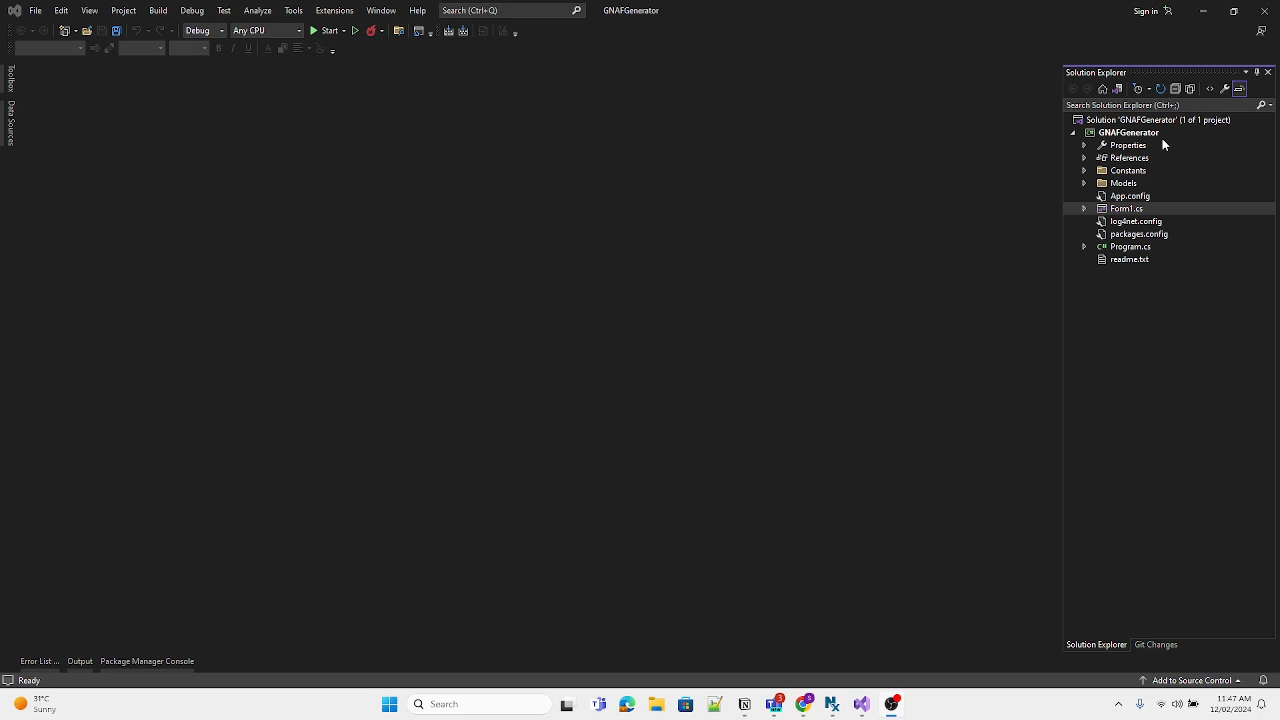 File Edit View Project Build Debug Test Analyze Tools Extensions Window Help Search (Ctrl+Q) GNAFGenerator Sign in
Debug Any CPU Start
B I U A
Toolbox
Data Sources
Solution Explorer
Search Solution Explorer (Ctrl+;)
Solution 'GNAFGenerator' (1 of 1 project)
GNAFGenerator
Properties
References
Constants
Models
App.config
Form1.cs
log4net.config
packages.config
Program.cs
readme.txt
Solution Explorer Git Changes
Error List ... Output Package Manager Console
Ready Add to Source Control
31°C
Sunny
Search
3
11:47 AM
12/02/2024